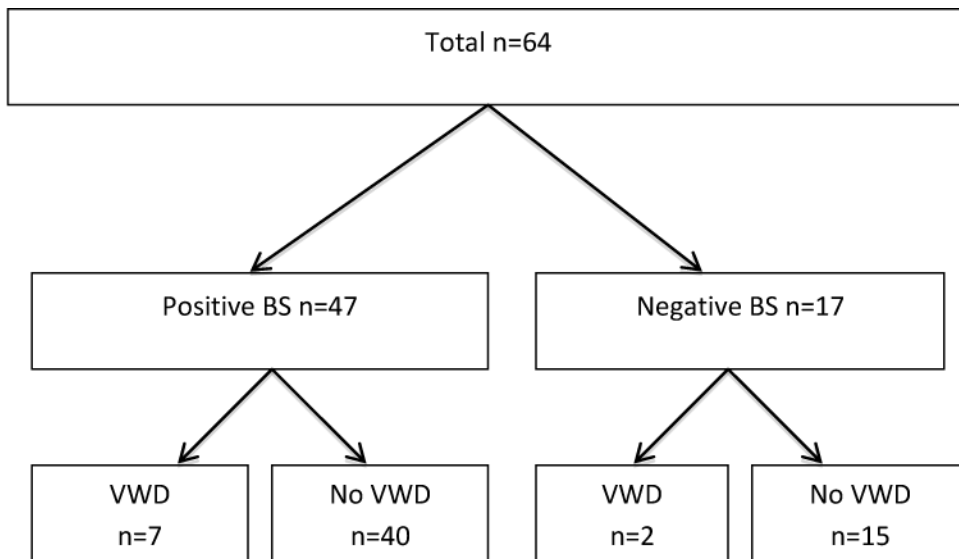 Total n=64
Positive BS n=47
Negative BS n=17
VWD
n=7
No VWD
n=40
VWD
n=2
No VWD
n=15